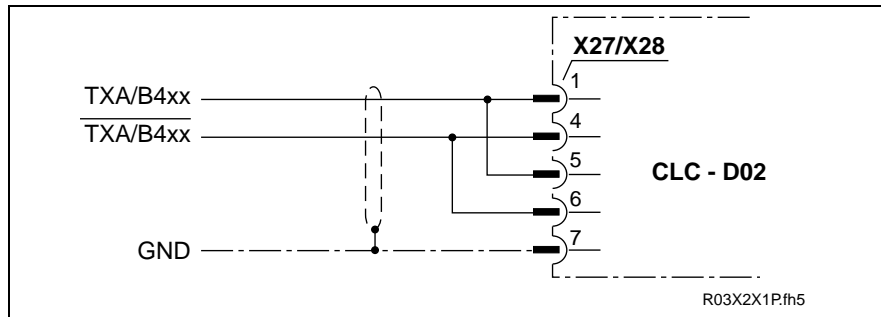 X27/X28
1
TXA/B4xx
4
TXA/B4xx
5
CLC - D02
6
7
GND
R03X2X1P.fh5